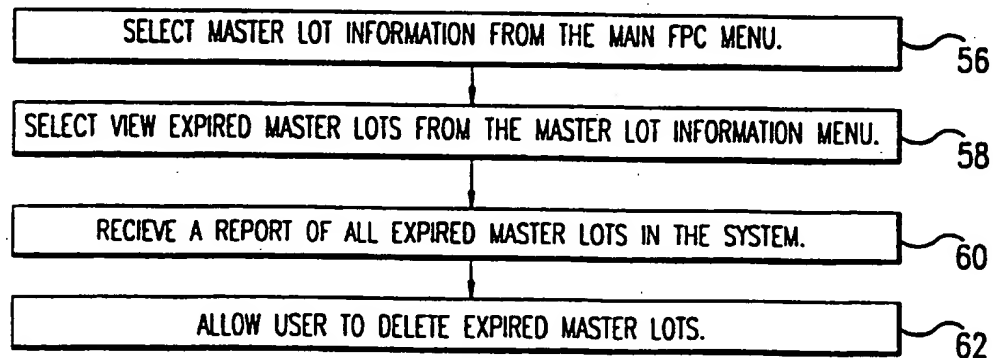 SELECT MASTER LOT INFORMATION FROM THE MAIN FPC MENU.
56
SELECT VIEW EXPIRED MASTER LOTS FROM THE MASTER LOT INFORMATION MENU.
58
RECIEVE A REPORT OF ALL EXPIRED MASTER LOTS IN THE SYSTEM.
60
ALLOW USER TO DELETE EXPIRED MASTER LOTS.
62